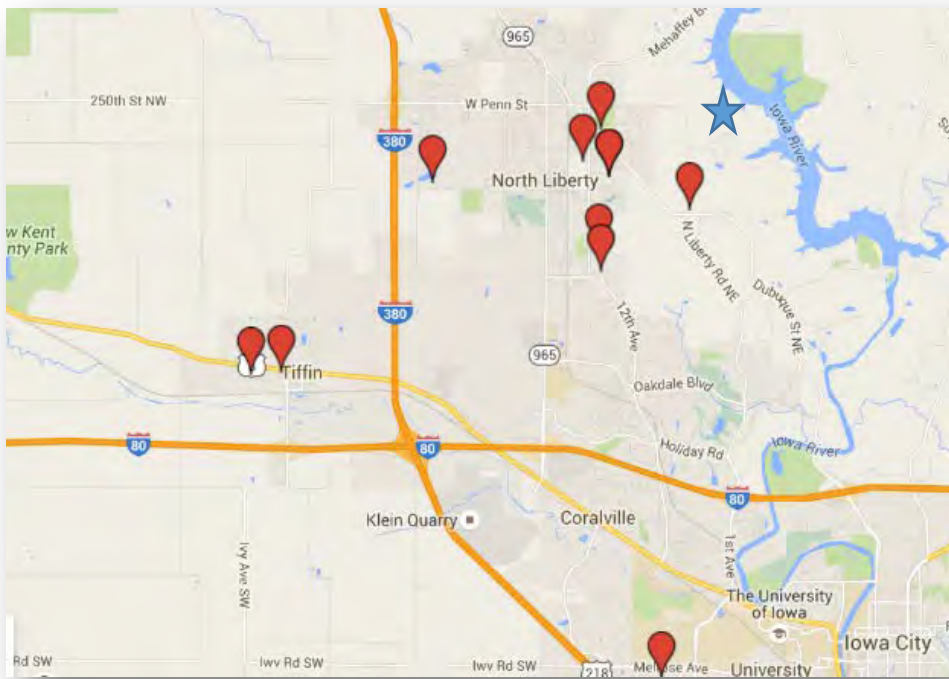 965
Mehaffey B
250th St NW
W Penn St
Iowa River
380
North Liberty
w Kent
nty Park
N Liberty Rd NE
Dubuque St NE
380
12th Ave
965
Tiffin
Oakdale Blvd
80
80
Holiday Rd
Iowa River
80
Klein Quarry
Coralville
Ivy Ave SW
1st Ave
The University
of Iowa
Iowa City
Rd SW
Iwv Rd SW
Iwv Rd SW
218
Melrose Ave
University